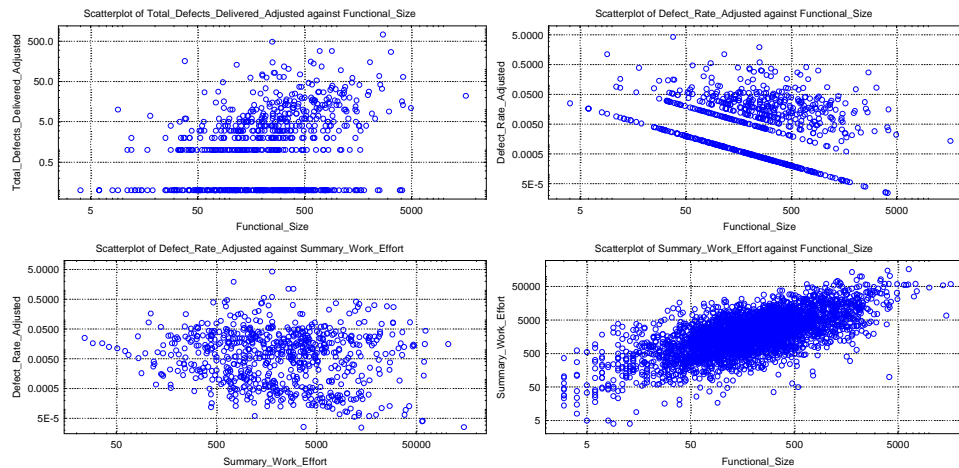 Scatterplot of Total_Defects_Delivered_Adjusted against Functional_Size
Total_Defects_Delivered_Adjusted
500.0
50.0
5.0
0.5
5
50
500
5000
Functional_Size
Scatterplot of Defect_Rate_Adjusted against Functional_Size
Defect_Rate_Adjusted
5.0000
0.5000
0.0500
0.0050
0.0005
5E-5
5
50
500
5000
Functional_Size
Scatterplot of Defect_Rate_Adjusted against Summary_Work_Effort
Defect_Rate_Adjusted
5.0000
0.5000
0.0500
0.0050
0.0005
5E-5
50
500
5000
50000
Summary_Work_Effort
Scatterplot of Summary_Work_Effort against Functional_Size
Summary_Work_Effort
50000
5000
500
50
5
5
50
500
5000
Functional_Size